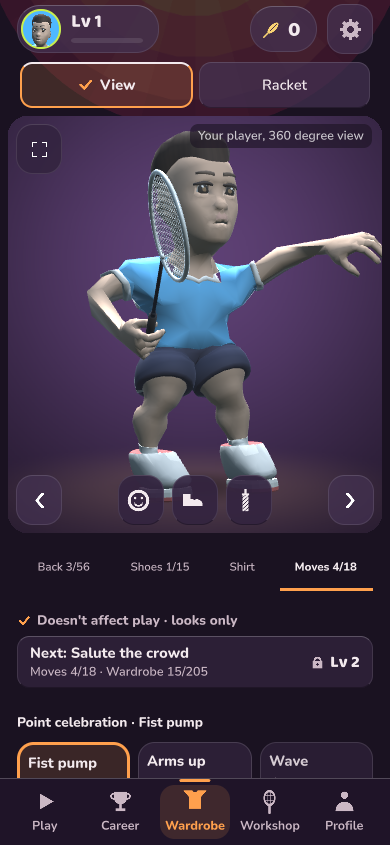 Lv 1
0
View
Racket
Your player, 360 degree view
Back 3/56
Shoes 1/15
Shirt
Moves 4/18
Doesn't affect play · looks only
Next: Salute the crowd
Moves 4/18 · Wardrobe 15/205
Lv 2
Point celebration · Fist pump
Fist pump
Arms up
Wave
Play
Career
Wardrobe
Workshop
Profile